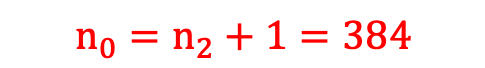 n₀ = n₂ + 1 = 384